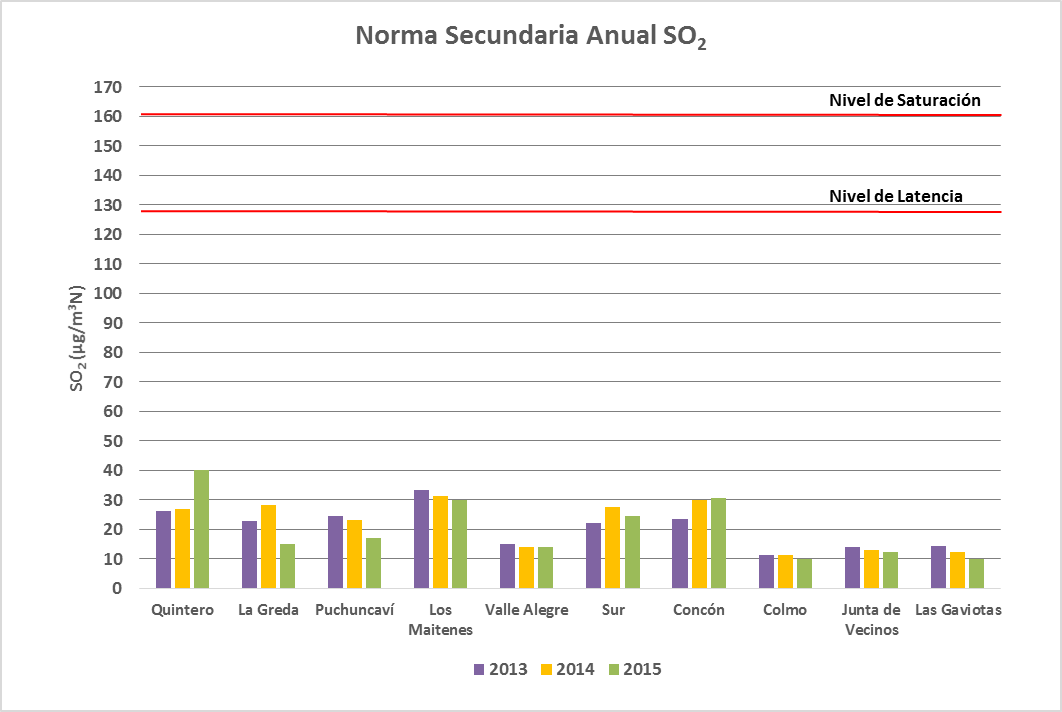 Norma Secundaria Anual SO₂
170
160
150
140
130
120
110
100
90
80
70
60
50
40
30
20
10
0
SO₂ (µg/m³N)
Nivel de Saturación
Nivel de Latencia
Quintero
La Greda
Puchuncaví
Los
Maitenes
Valle Alegre
Sur
Concón
Colmo
Junta de
Vecinos
Las Gaviotas
2013 2014 2015